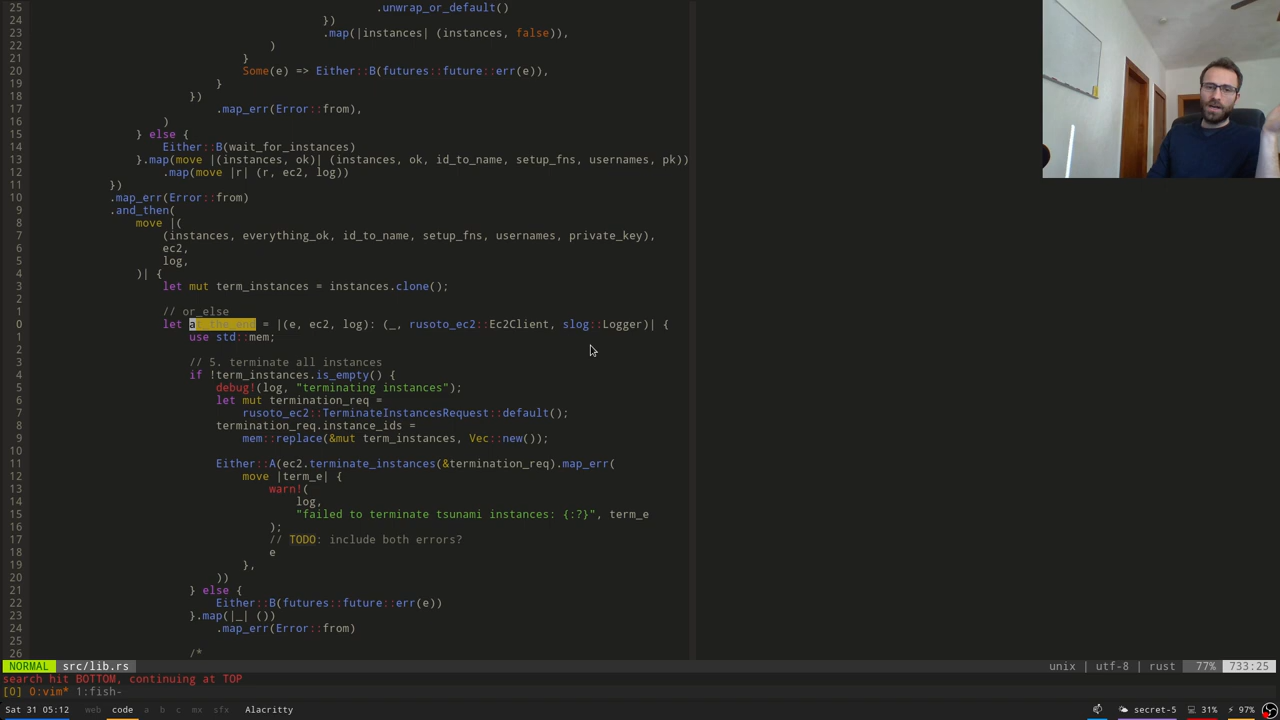 25 .unwrap_or_default()
24 })
23 .map(|instances| (instances, false)),
22 )
21 }
20 Some(e) => Either::B(futures::future::err(e)),
19 }
18 })
17 .map_err(Error::from),
16 )
15 } else {
14 Either::B(wait_for_instances)
13 }.map(move |(instances, ok)| (instances, ok, id_to_name, setup_fns, usernames, pk))
12 .map(move |r| (r, ec2, log))
11 })
10 .map_err(Error::from)
9 .and_then(
8 move |(
7 (instances, everything_ok, id_to_name, setup_fns, usernames, private_key),
6 ec2,
5 log,
4 )| {
3 let mut term_instances = instances.clone();
2
1 // or_else
0 let at_the_end = |(e, ec2, log): (_, rusoto_ec2::Ec2Client, slog::Logger)| {
1 use std::mem;
2
3 // 5. terminate all instances
4 if !term_instances.is_empty() {
5 debug!(log, "terminating instances");
6 let mut termination_req =
7 rusoto_ec2::TerminateInstancesRequest::default();
8 termination_req.instance_ids =
9 mem::replace(&mut term_instances, Vec::new());
10
11 Either::A(ec2.terminate_instances(&termination_req).map_err(
12 move |term_e| {
13 warn!(
14 log,
15 "failed to terminate tsunami instances: {:?}", term_e
16 );
17 // TODO: include both errors?
18 e
19 },
20 ))
21 } else {
22 Either::B(futures::future::err(e))
23 }.map(|_| ())
24 .map_err(Error::from)
25
26 /*
NORMAL src/lib.rs unix | utf-8 | rust 77% 733:25
search hit BOTTOM, continuing at TOP
[0] 0:vim* 1:fish-
Sat 31 05:12 web code a b c mx sfx Alacritty secret-5 31% 97%